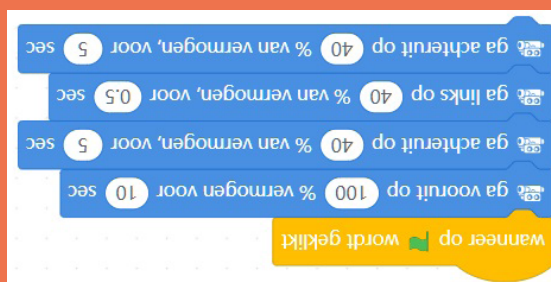 wanneer op wordt geklikt
ga vooruit op 100 % vermogen voor 10 sec
ga achteruit op 40 % van vermogen, voor 5 sec
ga links op 40 % van vermogen, voor 0.5 sec
ga achteruit op 40 % van vermogen, voor 5 sec